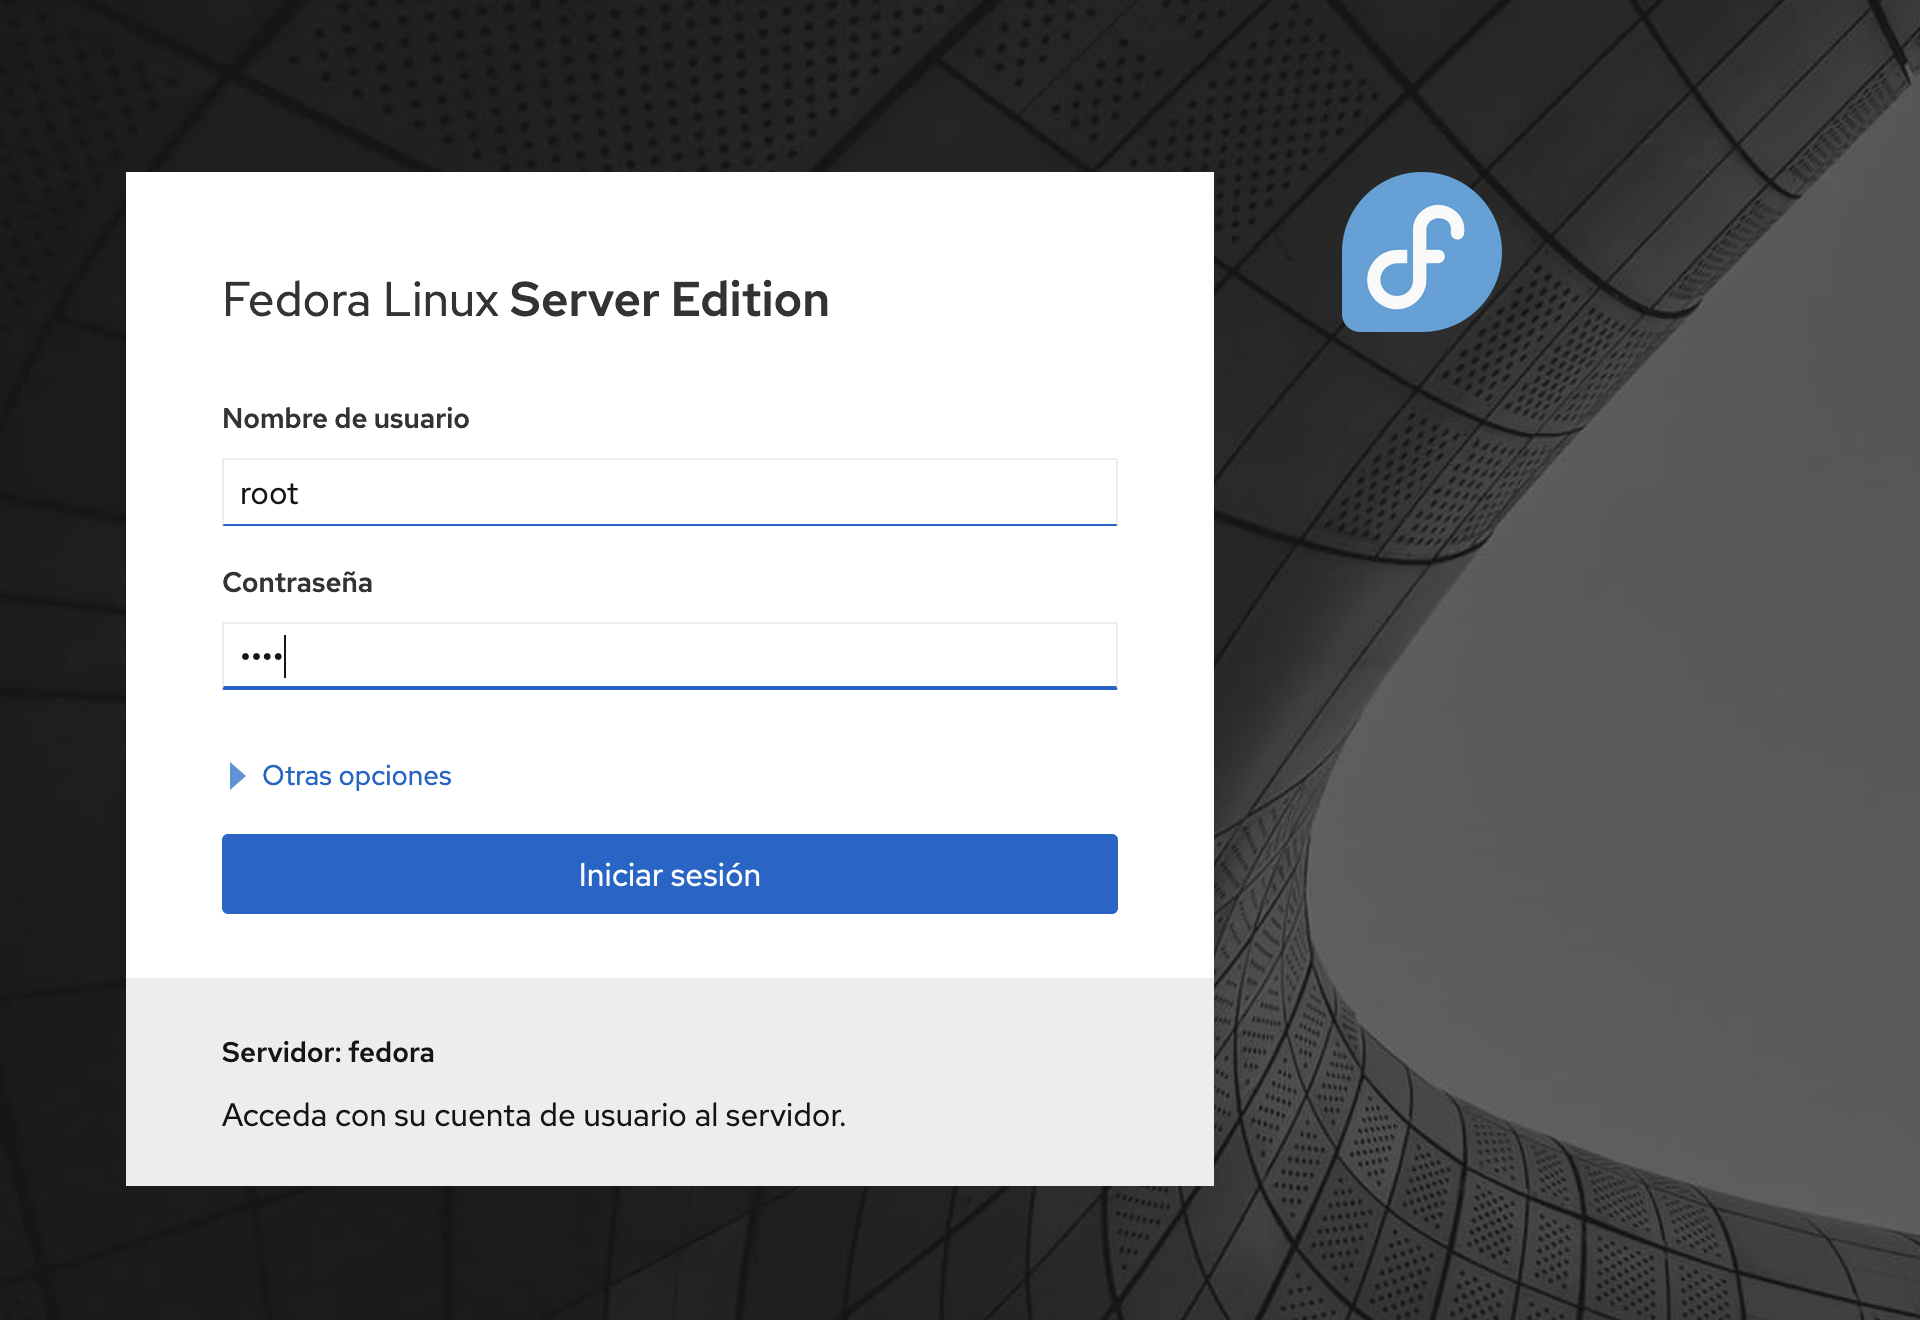 Fedora Linux Server Edition
Nombre de usuario
root
Contraseña
••••
Otras opciones
Iniciar sesión
Servidor: fedora
Acceda con su cuenta de usuario al servidor.